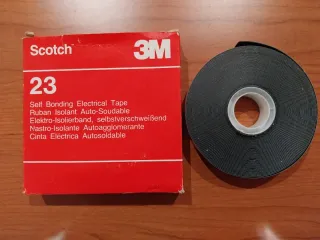 Scotch™ 3M
23
Self Bonding Electrical Tape
Ruban Isolant Auto-Soudable
Elektro-Isolierband, selbstverschweißend
Nastro-Isolante Autoagglomerante
Cinta Eléctrica Autosoldable